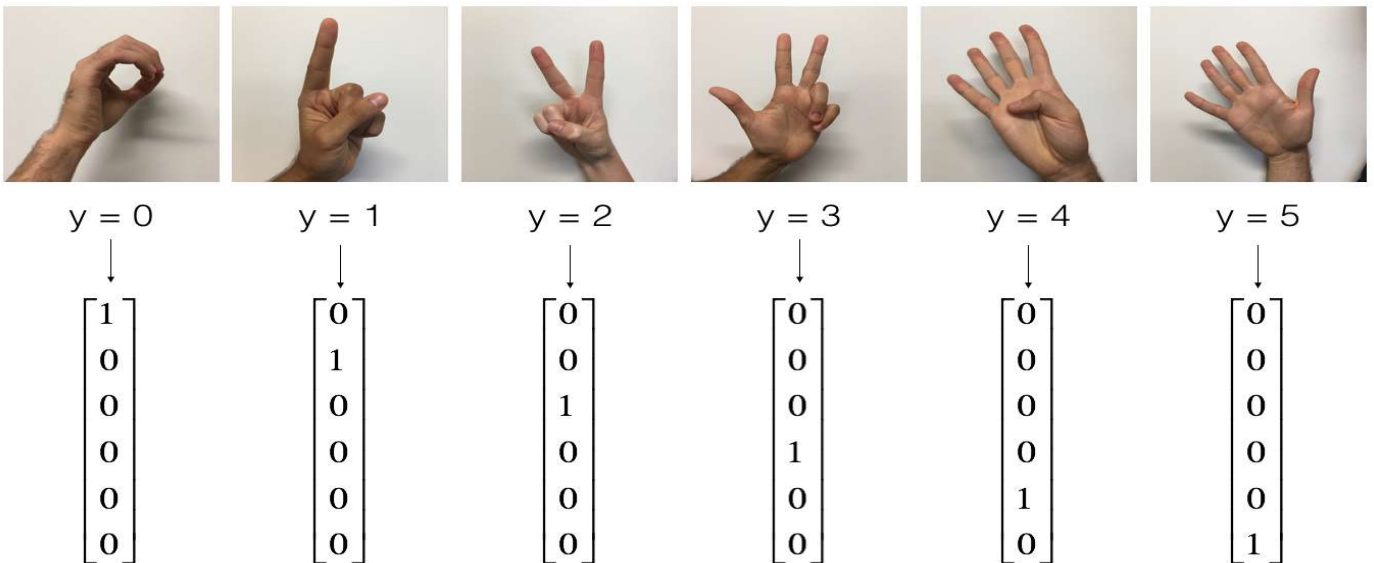 y = 0 y = 1 y = 2 y = 3 y = 4 y = 5
1 0 0 0 0 0
0 1 0 0 0 0
0 0 1 0 0 0
0 0 0 1 0 0
0 0 0 0 1 0
0 0 0 0 0 1